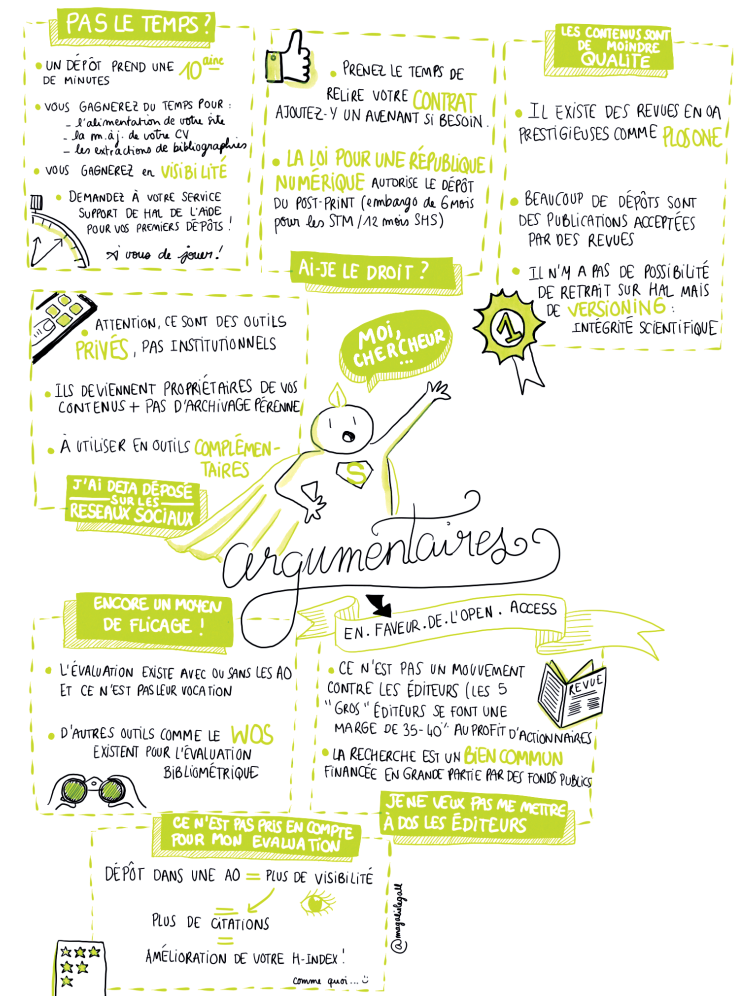 PAS LE TEMPS?
• UN DÉPÔT PREND UNE 10aine
DE MINUTES
• VOUS GAGNEREZ DU TEMPS POUR :
- l'alimentation de votre site
- la m.à.j. de votre CV
- les extractions de bibliographies
• VOUS GAGNEREZ en VISIBILITÉ
• DEMANDEZ À VOTRE SERVICE
SUPPORT DE HAL DE L'AIDE
POUR VOS PREMIERS DÉPÔTS !
À vous de jouer!
• PRENEZ LE TEMPS DE
RELIRE VOTRE CONTRAT
AJOUTEZ-Y UN AVENANT SI BESOIN.
• LA LOI POUR UNE RÉPUBLIQUE
NUMÉRIQUE AUTORISE LE DÉPÔT
DU POST-PRINT (embargo de 6 mois
pour les STM / 12 mois SHS)
AI-JE LE DROIT ?
LES CONTENUS SONT
DE MOINDRE
QUALITE
• IL EXISTE DES REVUES EN OA
PRESTIGIEUSES COMME PLOSONE
• BEAUCOUP DE DÉPÔTS SONT
DES PUBLICATIONS ACCEPTÉES
PAR DES REVUES
• IL N'M A PAS DE POSSIBILITÉ
DE RETRAIT SUR HAL MAIS
DE VERSIONING :
INTÉGRITÉ SCIENTIFIQUE
1
• ATTENTION, CE SONT DES OUTILS
PRIVÉS, PAS INSTITUTIONNELS
• ILS DEVIENNENT PROPRIÉTAIRES DE VOS
CONTENUS + PAS D'ARCHIVAGE PÉRENNE
• À UTILISER EN OUTILS COMPLÉMEN-
TAIRES
J'AI DEJA DÉPOSÉ
SUR LES
RESEAUX SOCIAUX
MOI,
CHERCHEUR
...
S
argumentaires
EN . FAVEUR . DE . L'OPEN . ACCESS
ENCORE UN MOYEN
DE FLICAGE !
• L'ÉVALUATION EXISTE AVEC OU SANS LES AO
ET CE N'EST PAS LEUR VOCATION
• D'AUTRES OUTILS COMME LE WOS
EXISTENT POUR L'ÉVALUATION
BIBLIOMÉTRIQUE
• CE N'EST PAS UN MOUVEMENT
CONTRE LES ÉDITEURS (LES 5
"GROS" ÉDITEURS SE FONT UNE
MARGE DE 35-40% AU PROFIT D'ACTIONNAIRES
• LA RECHERCHE EST UN BIEN COMMUN
FINANCÉE EN GRANDE PARTIE PAR DES FONDS PUBLICS
REVUE
JE NE VEUX PAS ME METTRE
À DOS LES ÉDITEURS
CE N'EST PAS PRIS EN COMPTE
POUR MON EVALUATION
DÉPÔT DANS UNE AO = PLUS DE VISIBILITÉ
=
PLUS DE CITATIONS
=
AMÉLIORATION DE VOTRE H-INDEX !
comme quoi...
@magalielegall